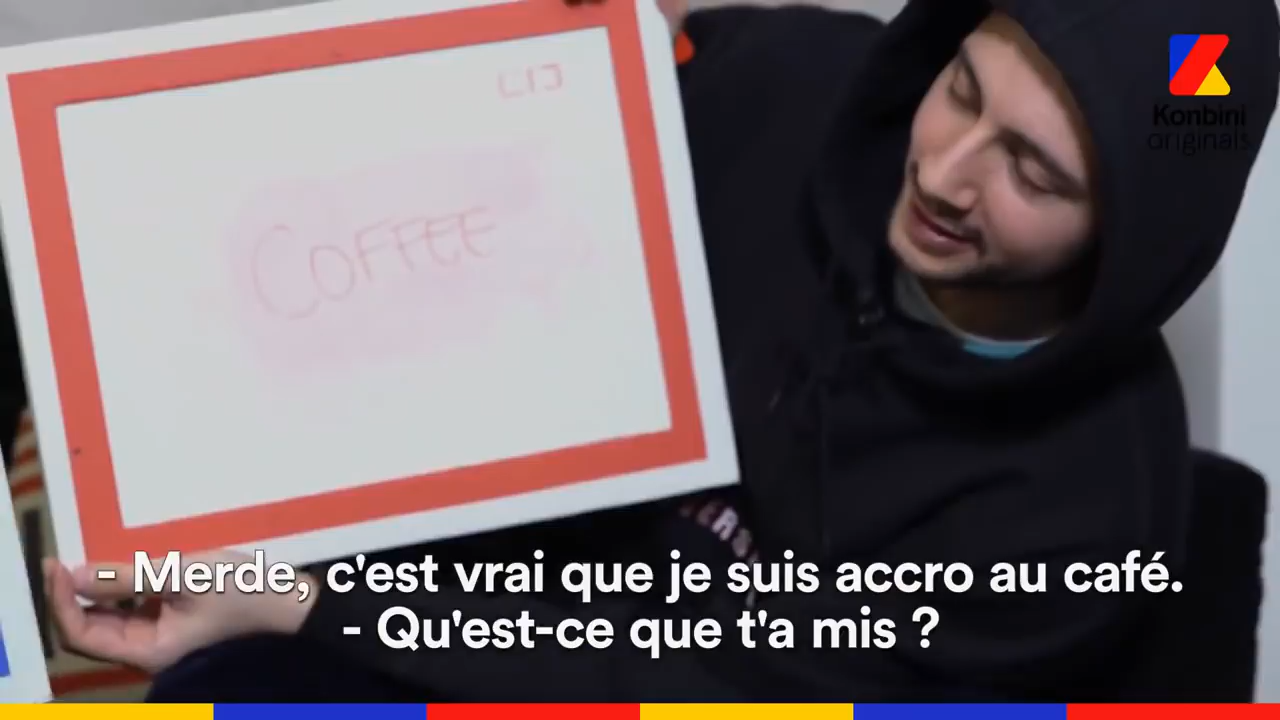 Konbini
originals
COFFEE
- Merde, c'est vrai que je suis accro au café.
- Qu'est-ce que t'a mis ?